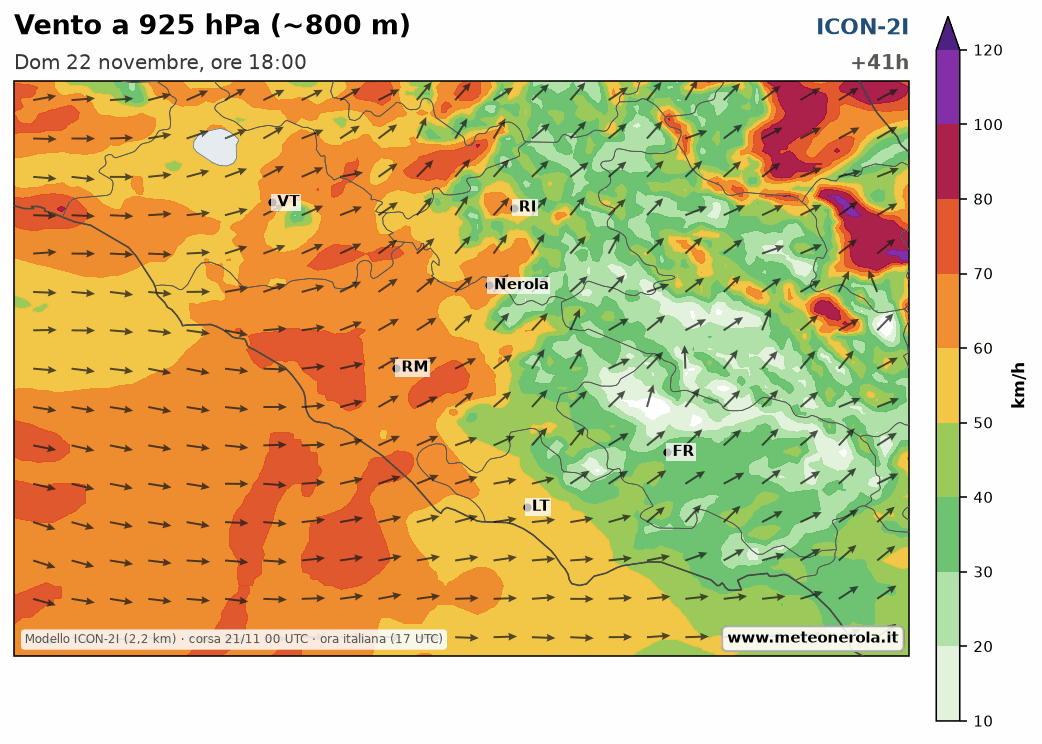 Vento a 925 hPa (~800 m)
ICON-2I
Dom 22 novembre, ore 18:00
+41h
VT
RI
Nerola
RM
FR
LT
Modello ICON-2I (2,2 km) · corsa 21/11 00 UTC · ora italiana (17 UTC)
www.meteonerola.it
120
100
80
70
60
50
40
30
20
10
km/h